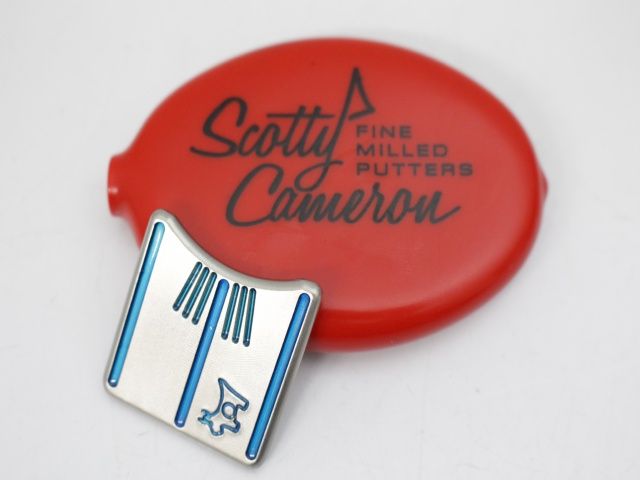 Scotty
FINE
MILLED
PUTTERS
Cameron